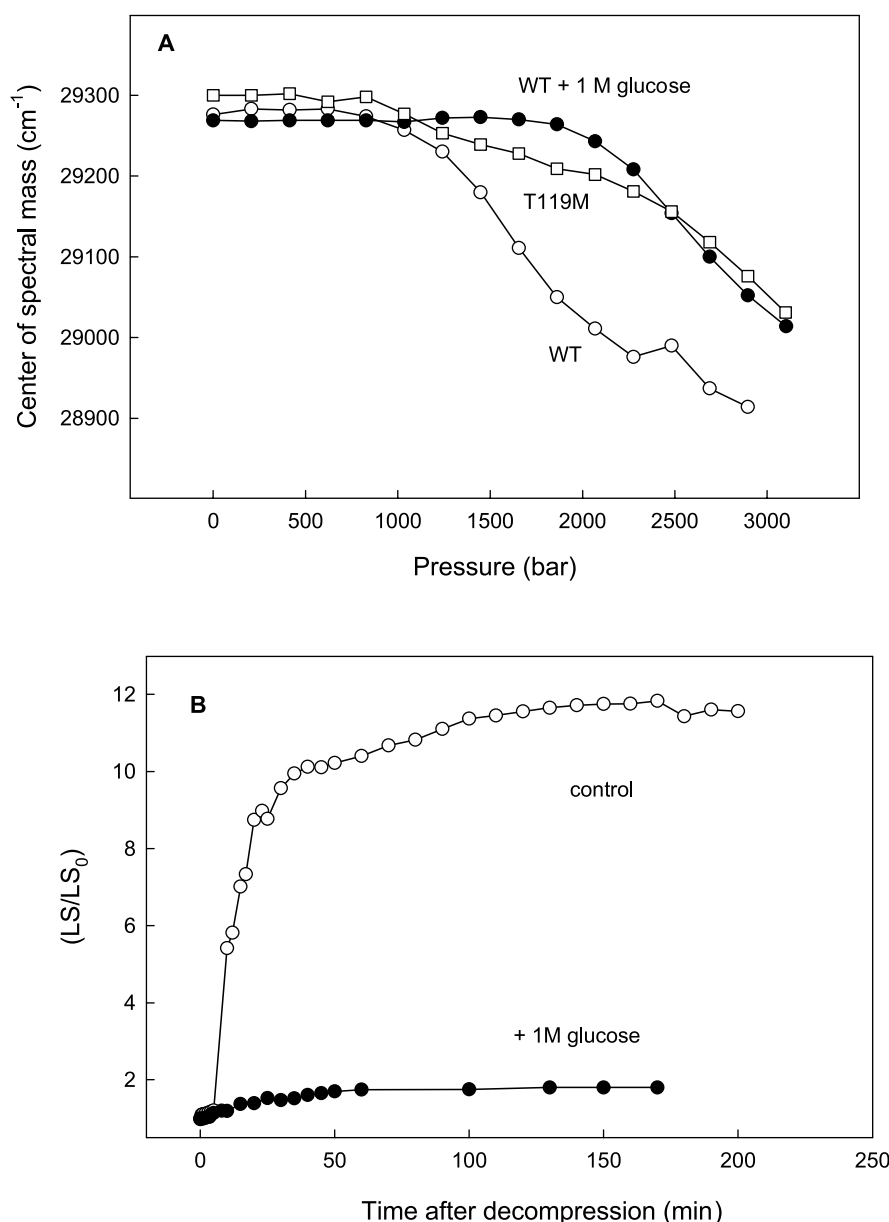 A
WT + 1 M glucose
T119M
WT
Center of spectral mass (cm⁻¹)
29300
29200
29100
29000
28900
0 500 1000 1500 2000 2500 3000
Pressure (bar)
B
control
+ 1M glucose
(LS/LS₀)
12
10
8
6
4
2
0 50 100 150 200 250
Time after decompression (min)